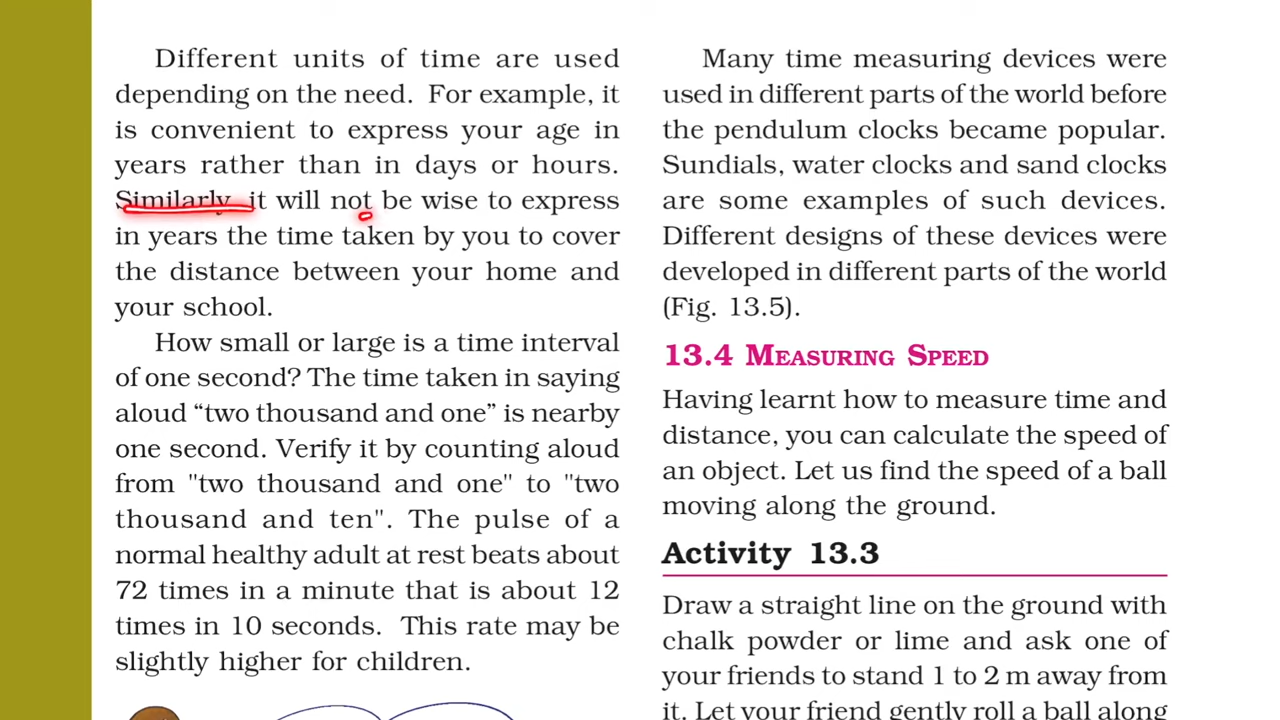 Different units of time are used
depending on the need. For example, it
is convenient to express your age in
years rather than in days or hours.
Similarly, it will not be wise to express
in years the time taken by you to cover
the distance between your home and
your school.
How small or large is a time interval
of one second? The time taken in saying
aloud “two thousand and one” is nearby
one second. Verify it by counting aloud
from "two thousand and one" to "two
thousand and ten". The pulse of a
normal healthy adult at rest beats about
72 times in a minute that is about 12
times in 10 seconds. This rate may be
slightly higher for children.
Many time measuring devices were
used in different parts of the world before
the pendulum clocks became popular.
Sundials, water clocks and sand clocks
are some examples of such devices.
Different designs of these devices were
developed in different parts of the world
(Fig. 13.5).
13.4 MEASURING SPEED
Having learnt how to measure time and
distance, you can calculate the speed of
an object. Let us find the speed of a ball
moving along the ground.
Activity 13.3
Draw a straight line on the ground with
chalk powder or lime and ask one of
your friends to stand 1 to 2 m away from
it. Let your friend gently roll a ball along